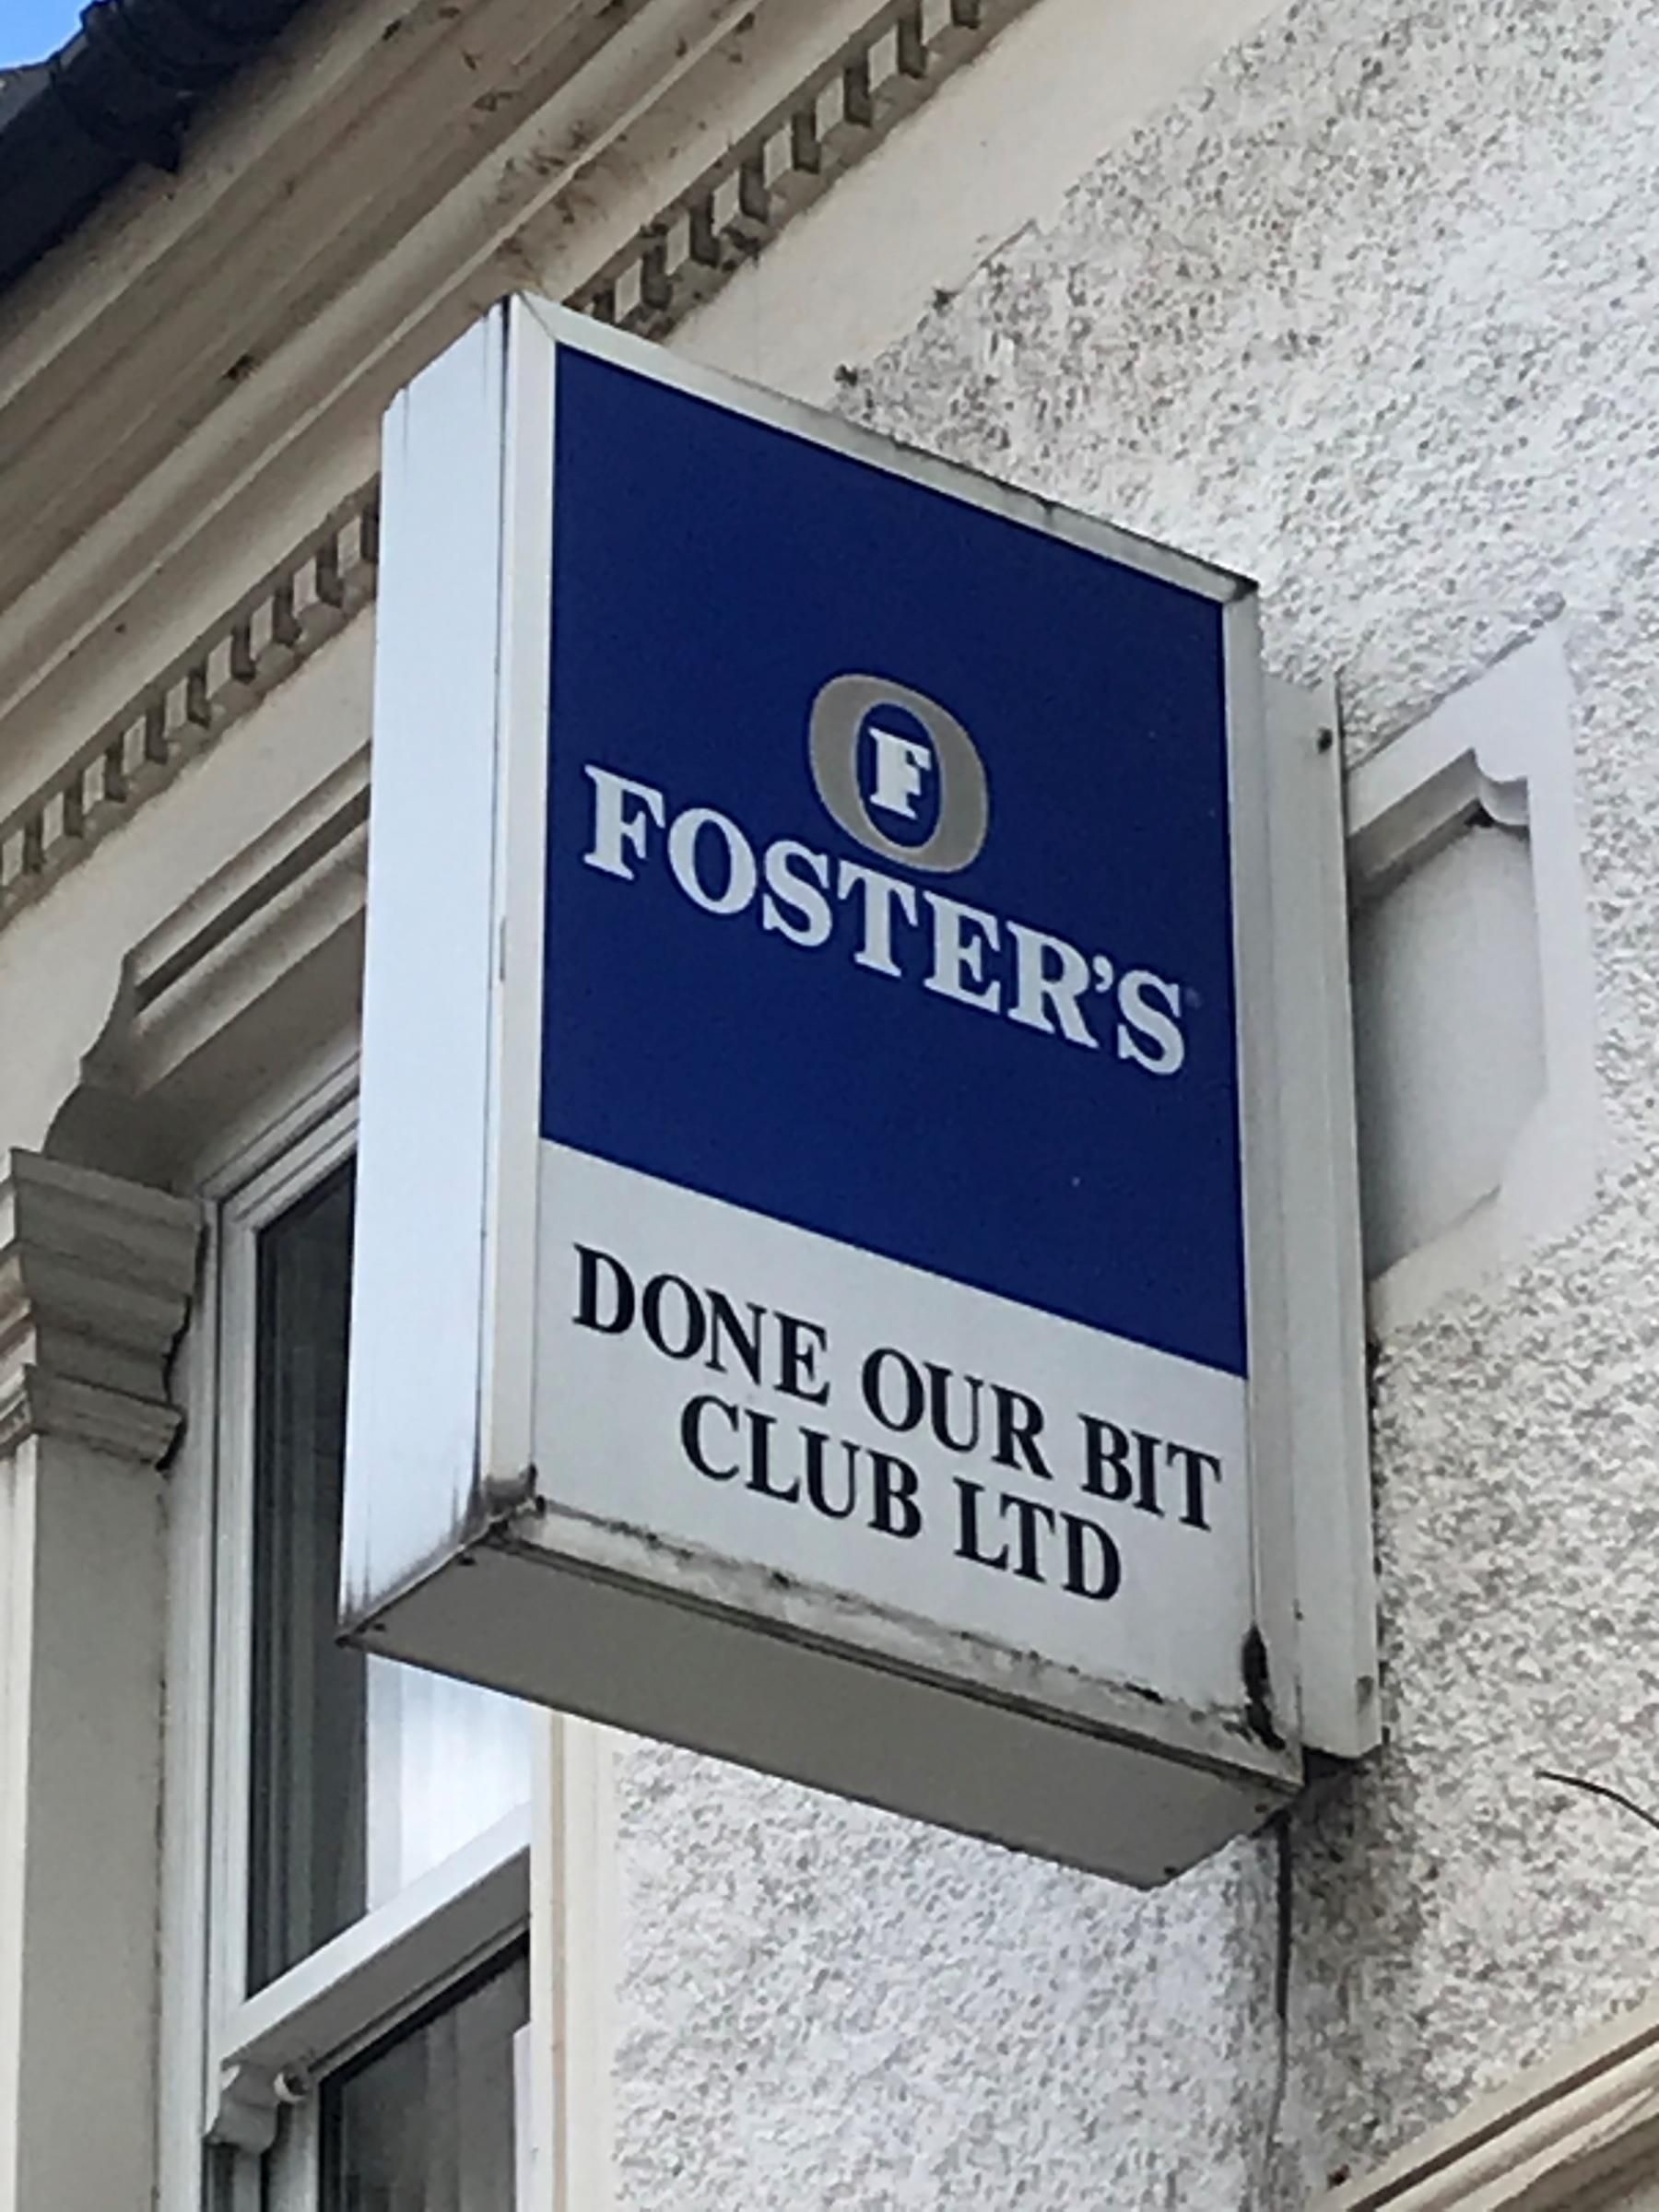 F
FOSTER'S
DONE OUR BIT
CLUB LTD